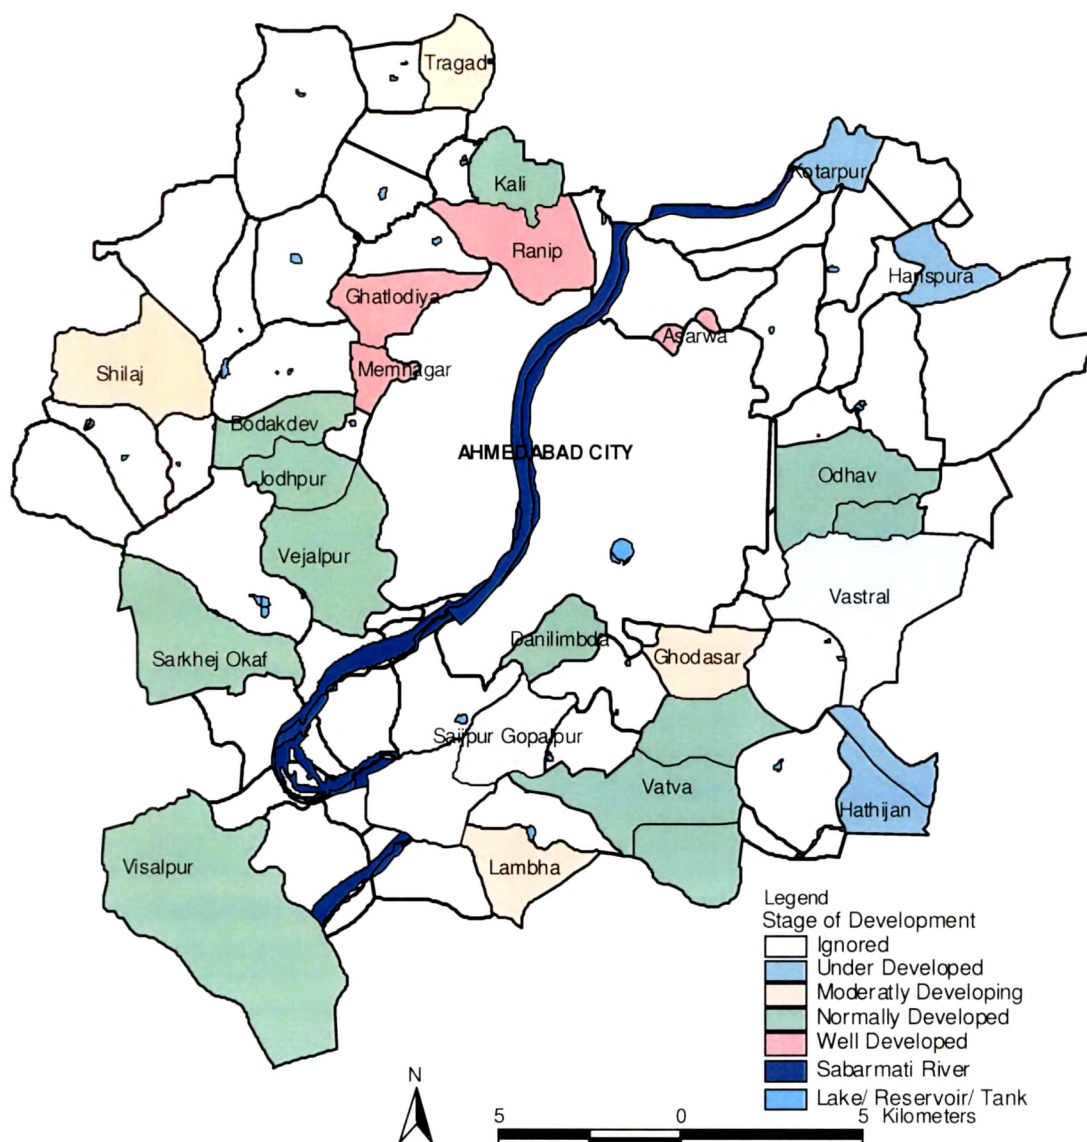 Tragad
Kotarpur
Kali
Ranip
Hanspura
Ghatlodiya
Asarwa
Shilaj
Memnagar
Bodakdev
AHMEDABAD CITY
Jodhpur
Odhav
Vejalpur
Vastral
Danilimbda
Sarkhej Okaf
Ghodasar
Saijpur Gopalpur
Vatva
Hathijan
Visalpur
Lambha
Legend
Stage of Development
Ignored
Under Developed
Moderatly Developing
Normally Developed
Well Developed
Sabarmati River
Lake/ Reservoir/ Tank
N
5 0 5
Kilometers